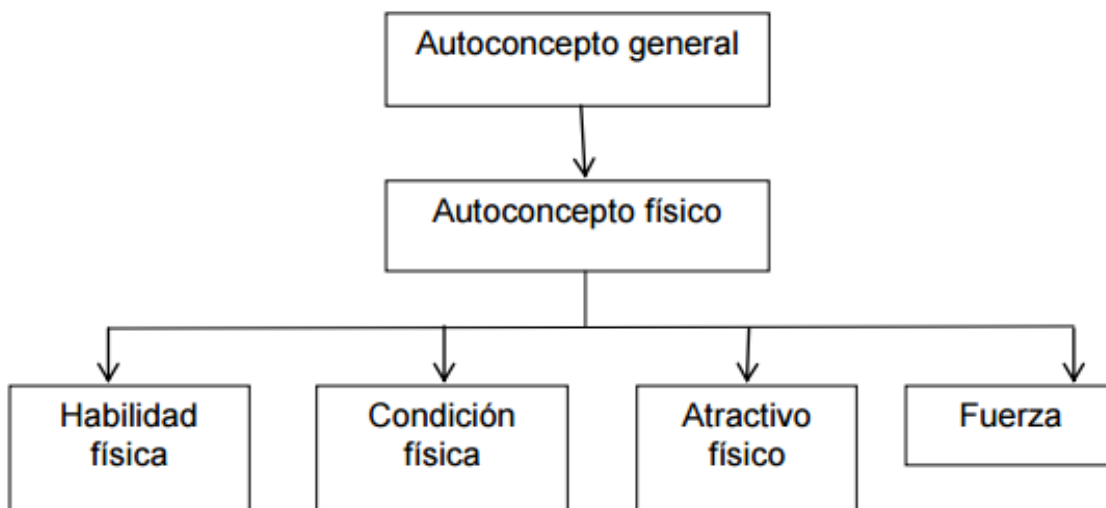 Autoconcepto general
Autoconcepto físico
Habilidad
física
Condición
física
Atractivo
físico
Fuerza